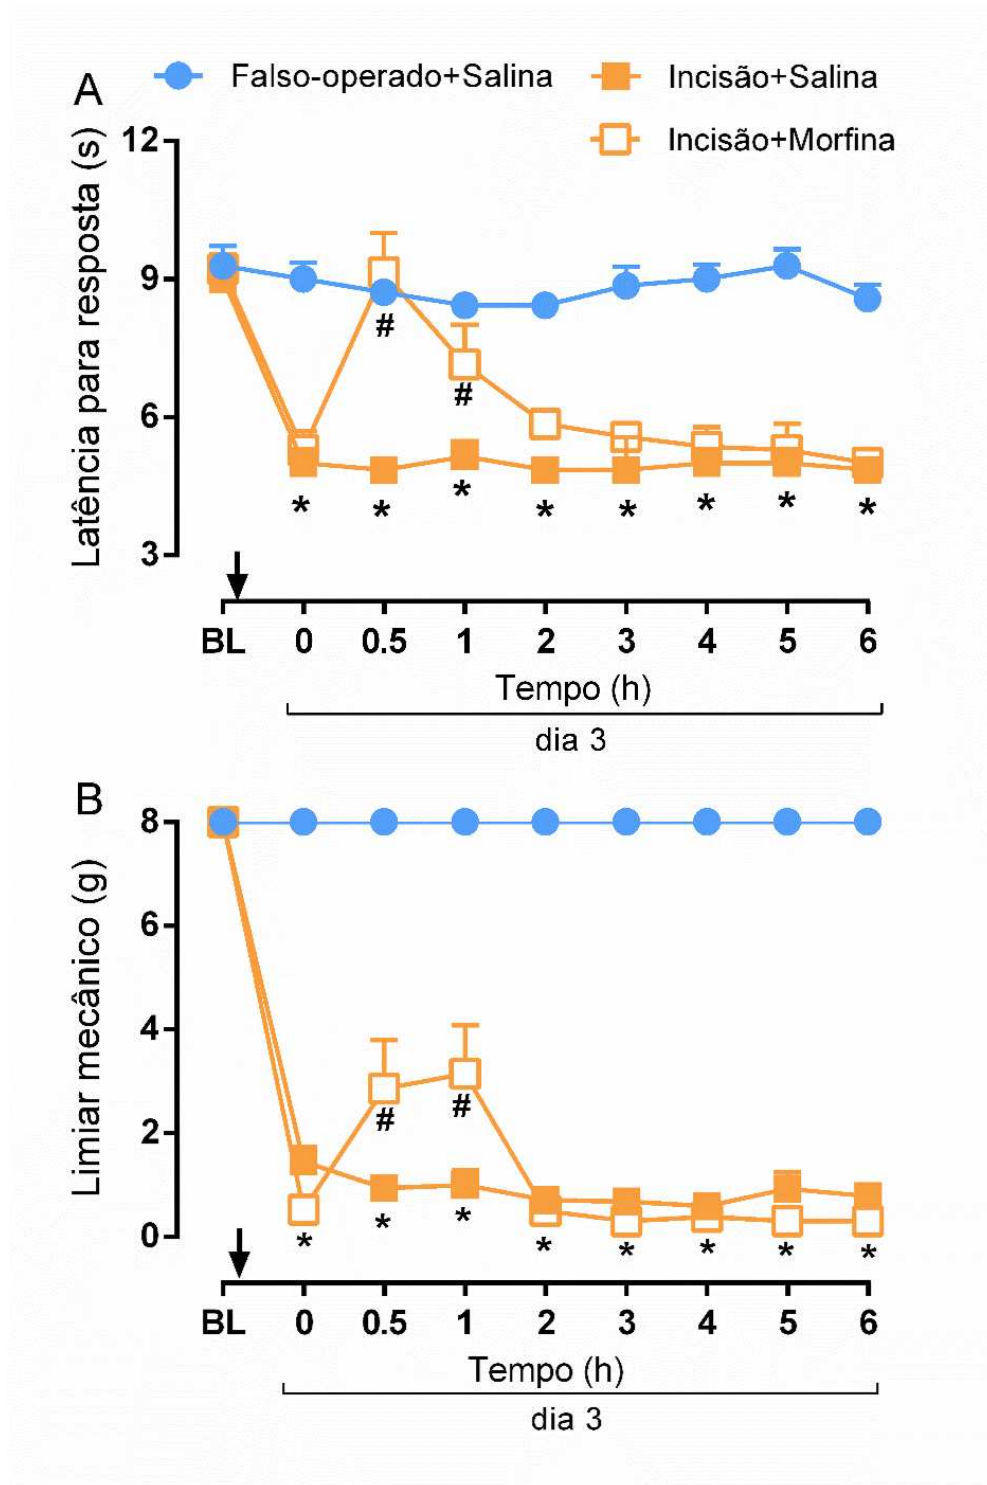 A
Falso-operado+Salina
Incisão+Salina
Incisão+Morfina
Latência para resposta (s)
12
9
6
3
#
#
* * * * * * * *
BL 0 0.5 1 2 3 4 5 6
Tempo (h)
dia 3
B
Limiar mecânico (g)
8
6
4
2
0
# #
* * * * * * * *
BL 0 0.5 1 2 3 4 5 6
Tempo (h)
dia 3